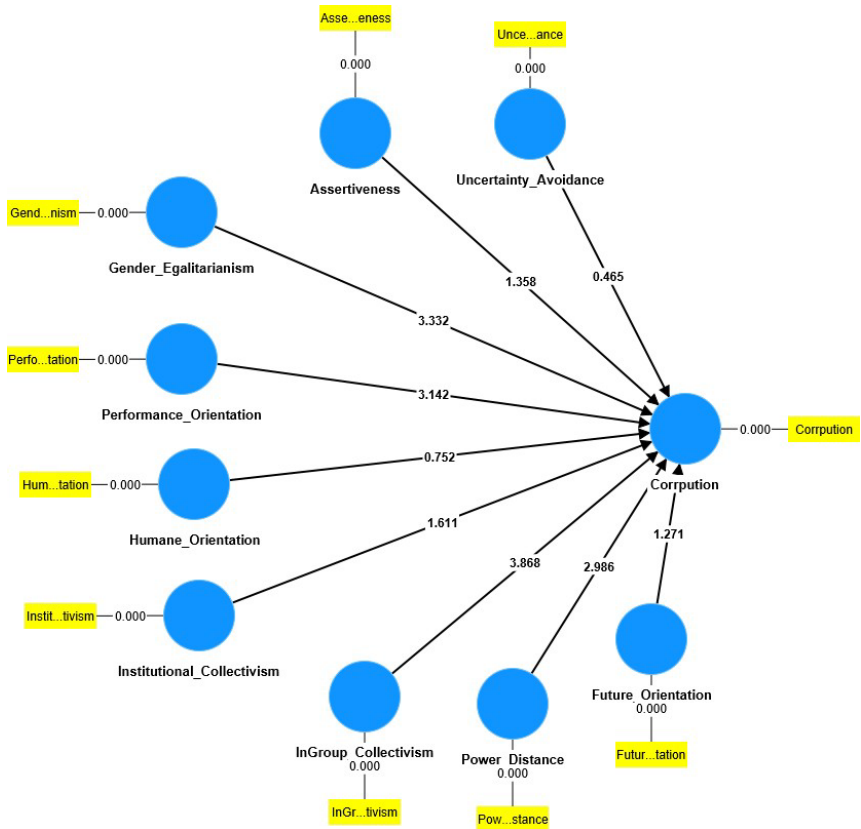 Asse...eness
0.000
Assertiveness
Unce...ance
0.000
Uncertainty_Avoidance
Gend...nism
0.000
Gender_Egalitarianism
1.358
0.465
3.332
Perfo...tation
0.000
Performance_Orientation
3.142
Hum...tation
0.000
Humane_Orientation
0.752
Corrpution
0.000
Corrpution
Instit...tivism
0.000
Institutional_Collectivism
1.611
3.868
2.986
1.271
InGroup_Collectivism
0.000
InGr...tivism
Power_Distance
0.000
Pow...stance
Future_Orientation
0.000
Futur...tation